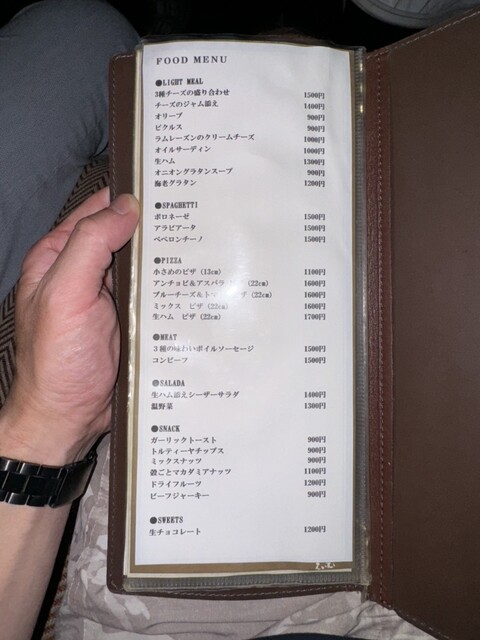 FOOD MENU
●LIGHT MEAL
3種チーズの盛り合わせ 1500円
チーズのジャム添え 1400円
オリーブ 900円
ピクルス 900円
ラムレーズンのクリームチーズ 1000円
オイルサーディン 1000円
生ハム 1300円
オニオングラタンスープ 900円
海老グラタン 1200円
●SPAGHETTI
ボロネーゼ 1500円
アラビアータ 1500円
ペペロンチーノ 1500円
●PIZZA
小さめのピザ (13cm) 1100円
アンチョビ&アスパラ (22cm) 1600円
ブルーチーズ&トマト (22cm) 1600円
ミックス ピザ (22cm) 1600円
生ハム ピザ (22cm) 1700円
●MEAT
3種の味わいボイルソーセージ 1500円
コンビーフ 1500円
●SALADA
生ハム添えシーザーサラダ 1400円
温野菜 1300円
●SNACK
ガーリックトースト 900円
トルティーヤチップス 900円
ミックスナッツ 900円
殻ごとマカダミアナッツ 1100円
ドライフルーツ 1200円
ビーフジャーキー 900円
●SWEETS
生チョコレート 1200円